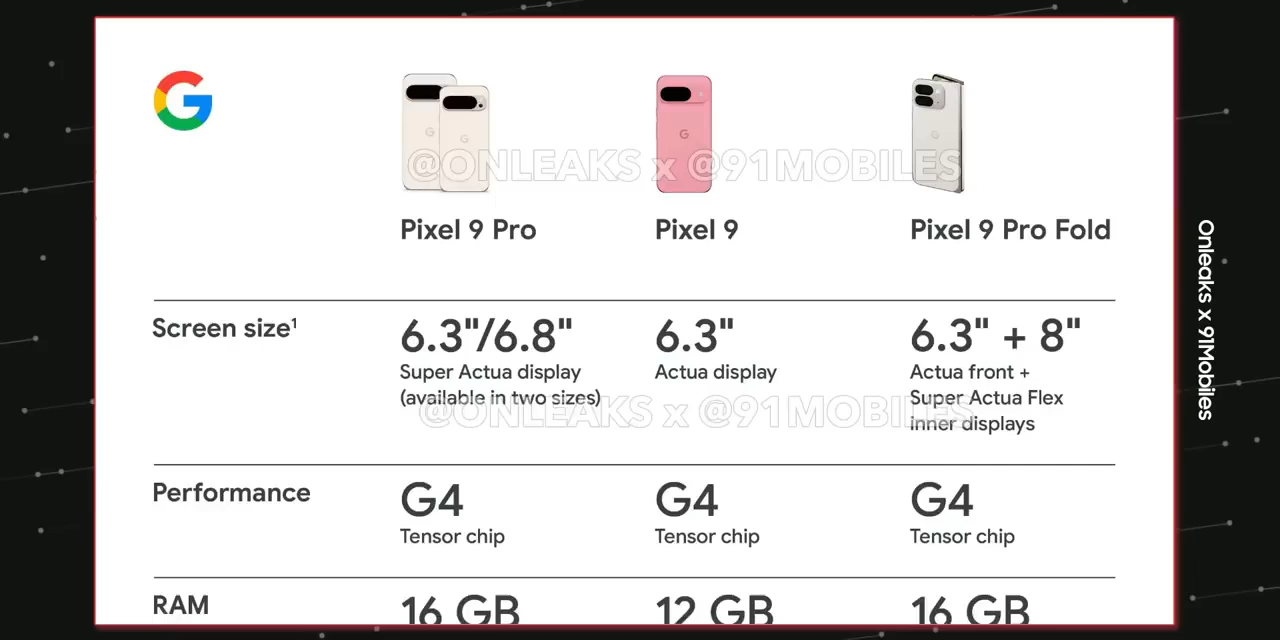 @ONLEAKS x @91MOBILES
Pixel 9 Pro
Pixel 9
Pixel 9 Pro Fold
Screen size¹
6.3"/6.8"
Super Actua display
(available in two sizes)
6.3"
Actua display
6.3" + 8"
Actua front +
Super Actua Flex
inner displays
@ONLEAKS x @91MOBILES
Performance
G4
Tensor chip
G4
Tensor chip
G4
Tensor chip
RAM
16 GB
12 GB
16 GB
Onleaks x 91Mobiles